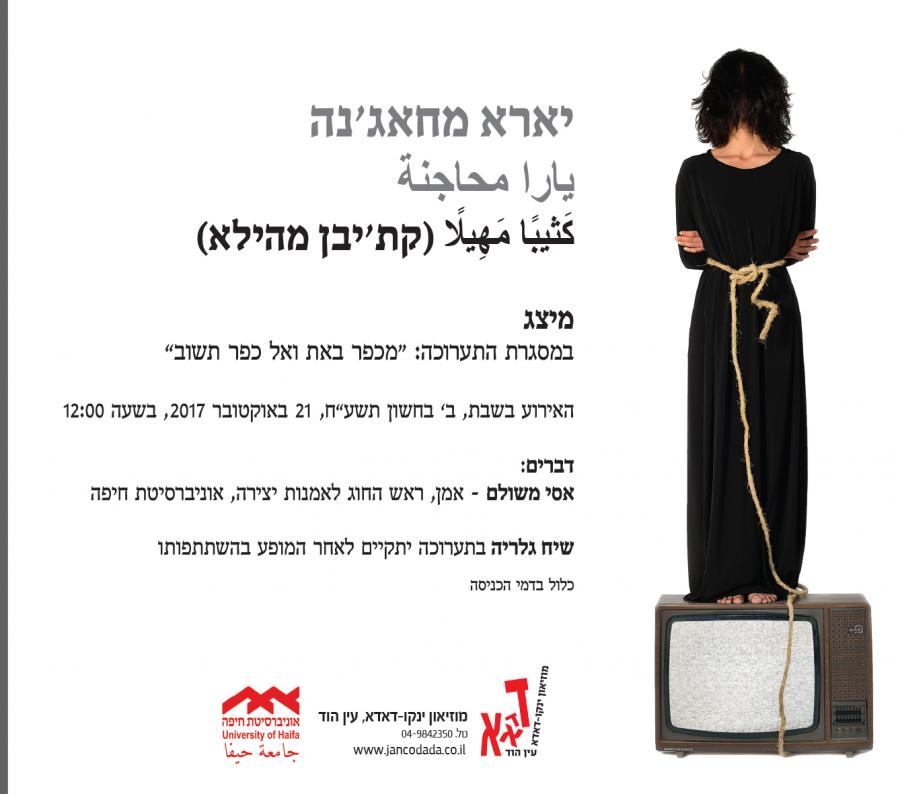 יארא מחאג׳נה
يارا محاجنة
كَثيبًا مَهِيلًا (קת׳יבן מהילא)
מיצג
במסגרת התערוכה: ״מכפר באת ואל כפר תשוב״
האירוע בשבת, ב׳ בחשון תשע״ח, 21 באוקטובר 2017, בשעה 12:00
דברים:
אסי משולם - אמן, ראש החוג לאמנות יצירה, אוניברסיטת חיפה
שיח גלריה בתערוכה יתקיים לאחר המופע בהשתתפותו
כלול בדמי הכניסה
מוזיאון ינקו-דאדא
דאדא
עין הוד
מוזיאון ינקו-דאדא, עין הוד
טל. 04-9842350
www.jancodada.co.il
אוניברסיטת חיפה
University of Haifa
جامعة حيفا